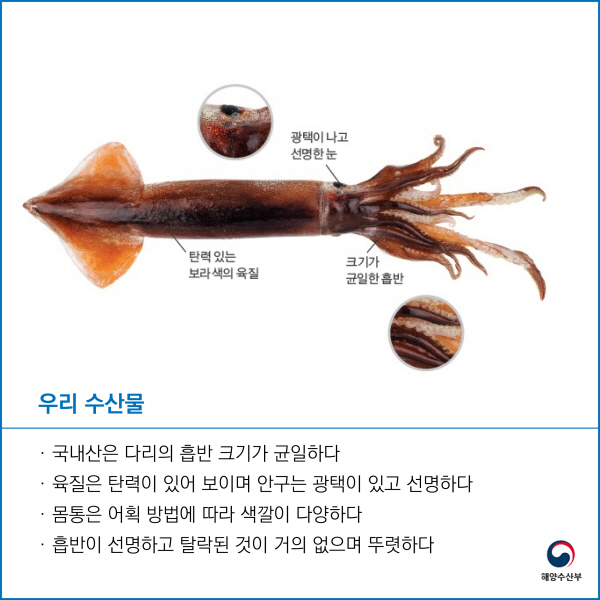 광택이 나고
선명한 눈
탄력 있는
보라 색의 육질
크기가
균일한 흡반
우리 수산물
· 국내산은 다리의 흡반 크기가 균일하다
· 육질은 탄력이 있어 보이며 안구는 광택이 있고 선명하다
· 몸통은 어획 방법에 따라 색깔이 다양하다
· 흡반이 선명하고 탈락된 것이 거의 없으며 뚜렷하다
해양수산부